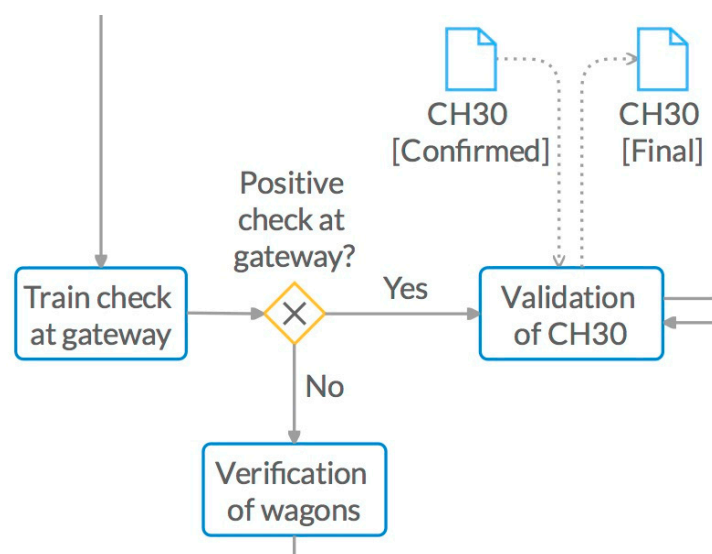 CH30
[Confirmed]
CH30
[Final]
Positive
check at
gateway?
Train check
at gateway
Yes
Validation
of CH30
No
Verification
of wagons